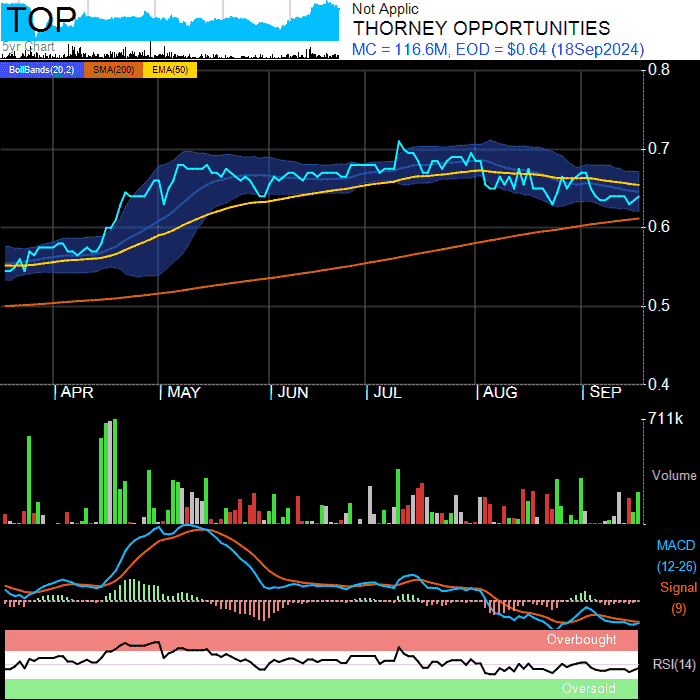 TOP
5yr Chart
Not Applic
THORNEY OPPORTUNITIES
MC = 116.6M, EOD = $0.64 (18Sep2024)
BollBands(20,2) SMA(200) EMA(50)
0.8
0.7
0.6
0.5
0.4
APR MAY JUN JUL AUG SEP
711k
Volume
MACD
(12-26)
Signal
(9)
Overbought
RSI(14)
Oversold